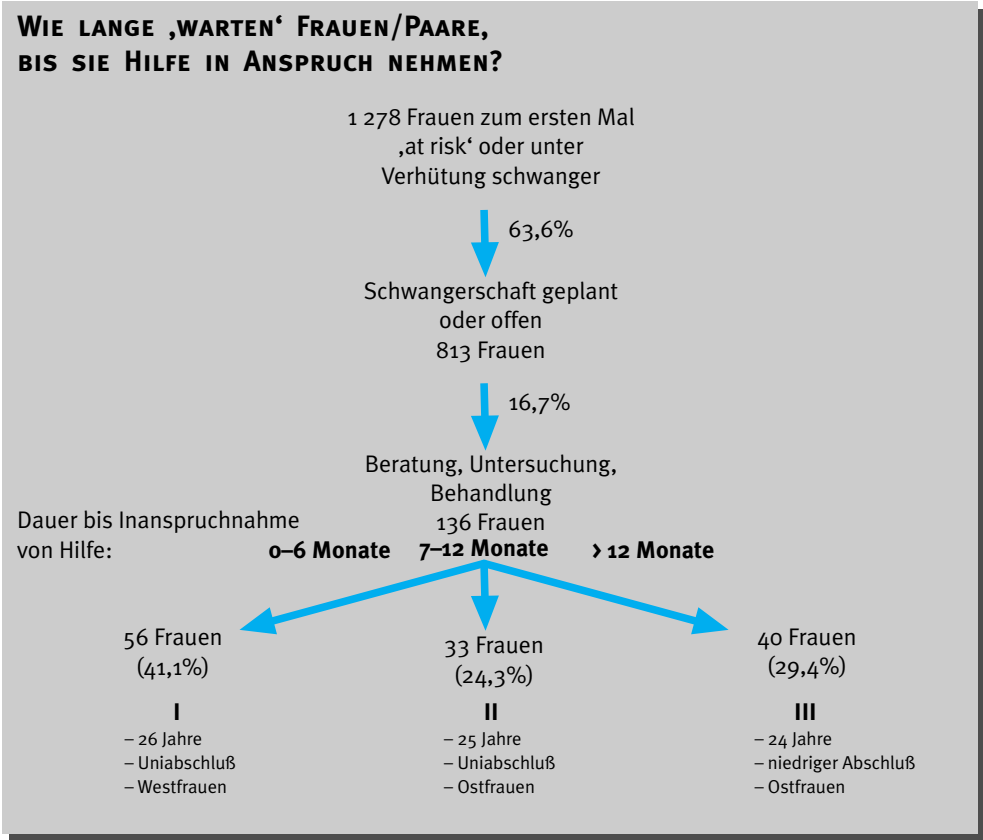 Wie lange ‚warten‘ Frauen/Paare,
bis sie Hilfe in Anspruch nehmen?
1 278 Frauen zum ersten Mal
‚at risk‘ oder unter
Verhütung schwanger
63,6%
Schwangerschaft geplant
oder offen
813 Frauen
16,7%
Beratung, Untersuchung,
Behandlung
136 Frauen
Dauer bis Inanspruchnahme
von Hilfe:
0–6 Monate
7–12 Monate
> 12 Monate
56 Frauen
(41,1%)
I
– 26 Jahre
– Uniabschluß
– Westfrauen
33 Frauen
(24,3%)
II
– 25 Jahre
– Uniabschluß
– Ostfrauen
40 Frauen
(29,4%)
III
– 24 Jahre
– niedriger Abschluß
– Ostfrauen